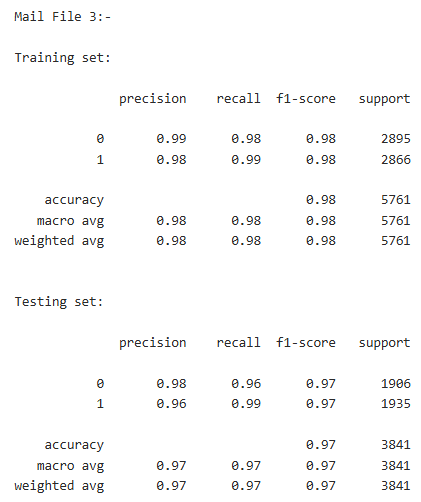 Mail File 3:-
Training set:
precision recall f1-score support
0 0.99 0.98 0.98 2895
1 0.98 0.99 0.98 2866
accuracy 0.98 5761
macro avg 0.98 0.98 0.98 5761
weighted avg 0.98 0.98 0.98 5761
Testing set:
precision recall f1-score support
0 0.98 0.96 0.97 1906
1 0.96 0.99 0.97 1935
accuracy 0.97 3841
macro avg 0.97 0.97 0.97 3841
weighted avg 0.97 0.97 0.97 3841